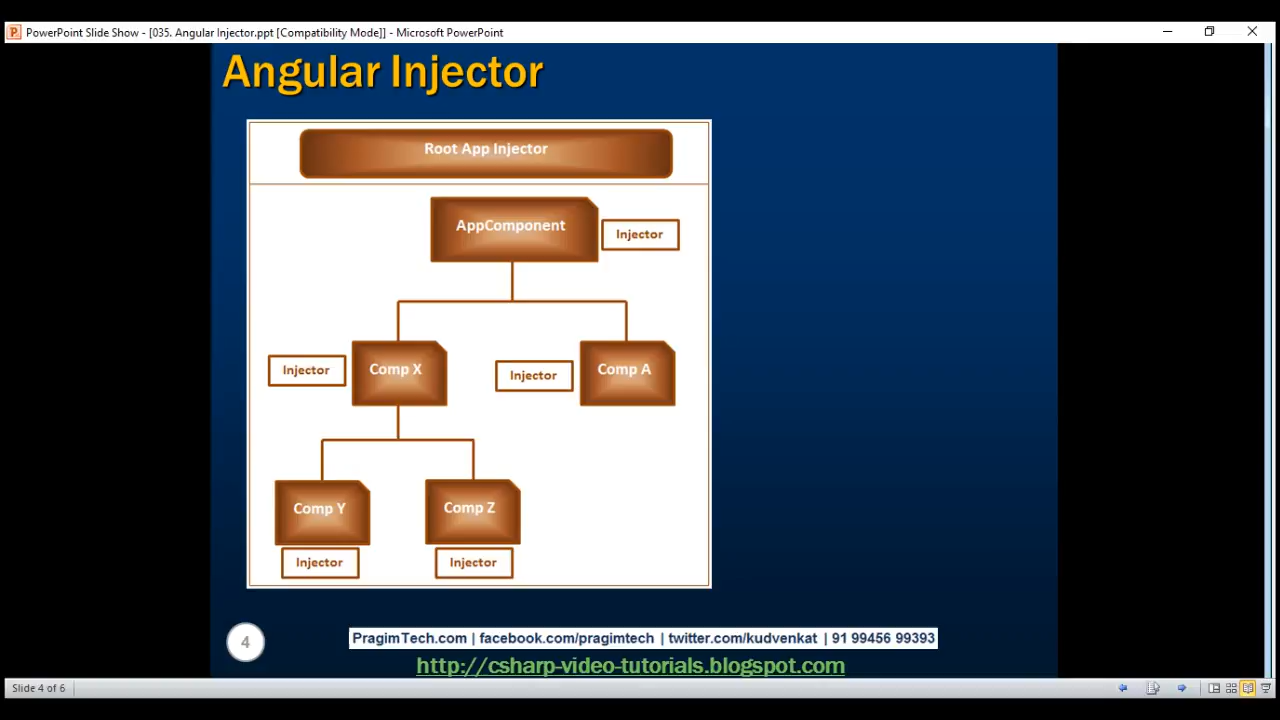 PowerPoint Slide Show - [035. Angular Injector.ppt [Compatibility Mode]] - Microsoft PowerPoint
Angular Injector
Root App Injector
AppComponent
Injector
Injector
Comp X
Injector
Comp A
Comp Y
Comp Z
Injector
Injector
4
PragimTech.com | facebook.com/pragimtech | twitter.com/kudvenkat | 91 99456 99393
http://csharp-video-tutorials.blogspot.com
Slide 4 of 6